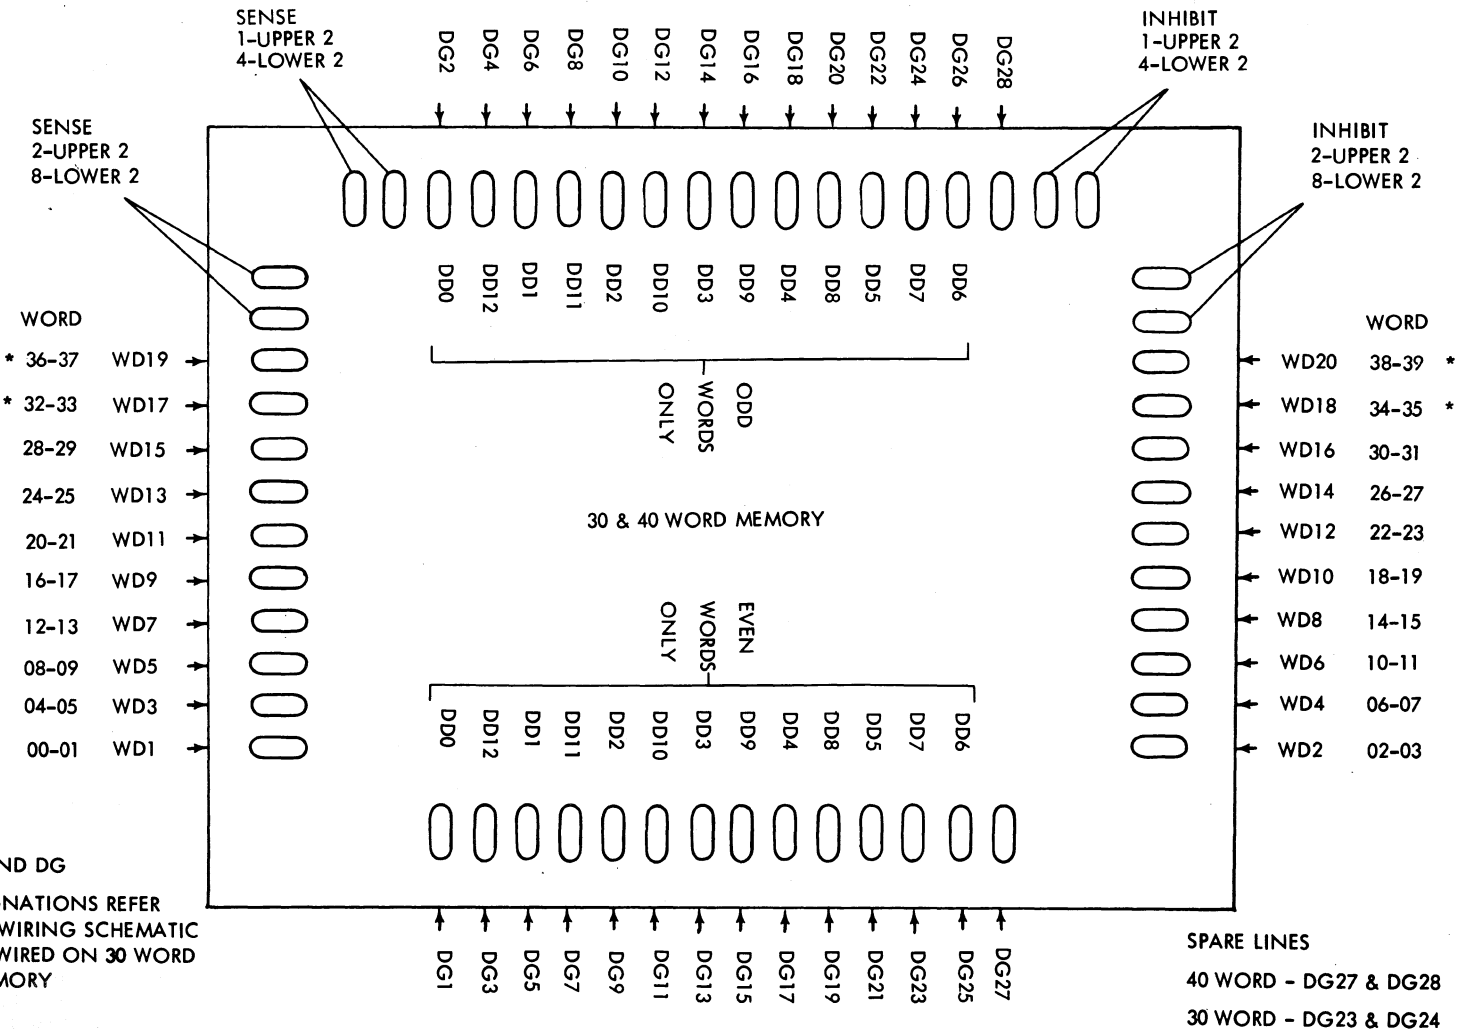 SENSE
1-UPPER 2
4-LOWER 2
INHIBIT
1-UPPER 2
4-LOWER 2
DG2
DG4
DG6
DG8
DG10
DG12
DG14
DG16
DG18
DG20
DG22
DG24
DG26
DG28
SENSE
2-UPPER 2
8-LOWER 2
INHIBIT
2-UPPER 2
8-LOWER 2
DD0
DD12
DD1
DD11
DD2
DD10
DD3
DD9
DD4
DD8
DD5
DD7
DD6
ODD
WORDS
ONLY
WORD
* 36-37 WD19
* 32-33 WD17
28-29 WD15
24-25 WD13
20-21 WD11
16-17 WD9
12-13 WD7
08-09 WD5
04-05 WD3
00-01 WD1
WORD
WD20 38-39 *
WD18 34-35 *
WD16 30-31
WD14 26-27
WD12 22-23
WD10 18-19
WD8 14-15
WD6 10-11
WD4 06-07
WD2 02-03
30 & 40 WORD MEMORY
EVEN
WORDS
ONLY
DD0
DD12
DD1
DD11
DD2
DD10
DD3
DD9
DD4
DD8
DD5
DD7
DD6
ND DG
NATIONS REFER
WIRING SCHEMATIC
WIRED ON 30 WORD
MORY
DG1
DG3
DG5
DG7
DG9
DG11
DG13
DG15
DG17
DG19
DG21
DG23
DG25
DG27
SPARE LINES
40 WORD - DG27 & DG28
30 WORD - DG23 & DG24